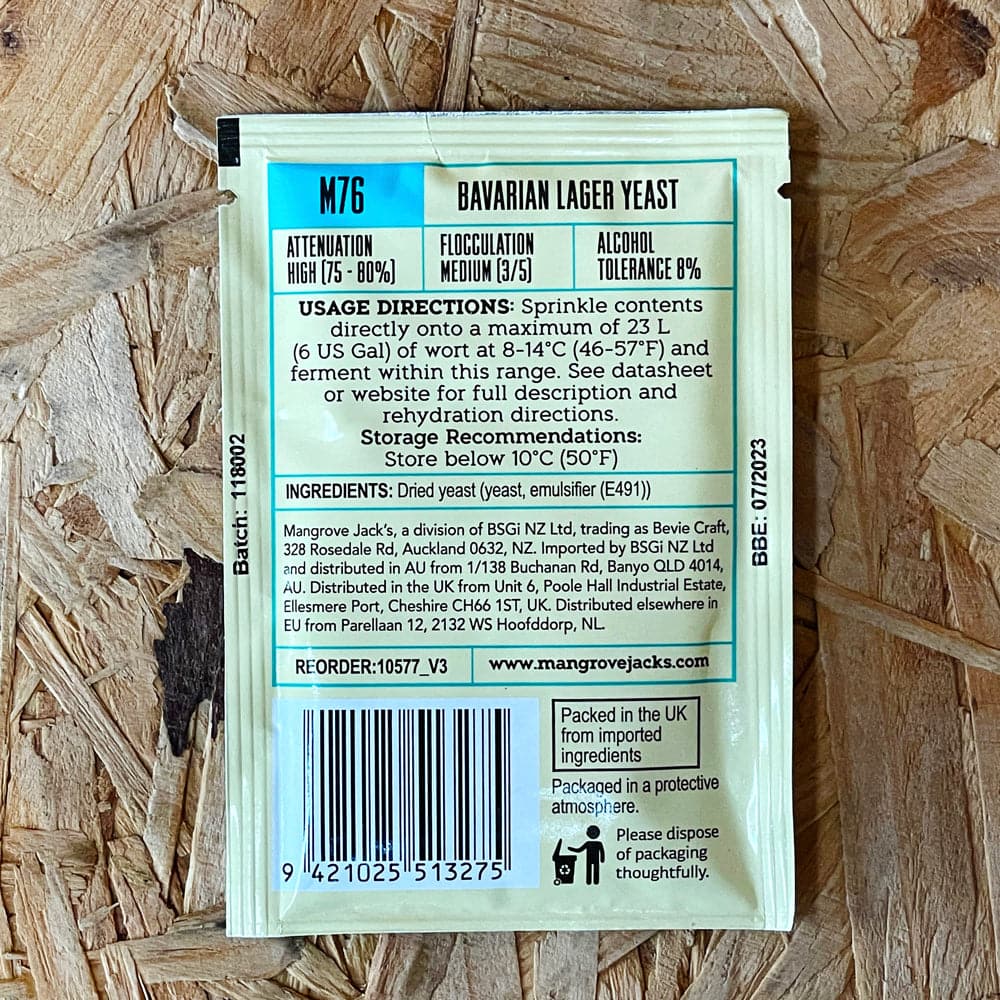 M76
BAVARIAN LAGER YEAST
ATTENUATION
HIGH (75 - 80%)
FLOCCULATION
MEDIUM (3/5)
ALCOHOL
TOLERANCE 8%
USAGE DIRECTIONS: Sprinkle contents
directly onto a maximum of 23 L
(6 US Gal) of wort at 8-14°C (46-57°F) and
ferment within this range. See datasheet
or website for full description and
rehydration directions.
Storage Recommendations:
Store below 10°C (50°F)
INGREDIENTS: Dried yeast (yeast, emulsifier (E491))
Mangrove Jack's, a division of BSGi NZ Ltd, trading as Bevie Craft,
328 Rosedale Rd, Auckland 0632, NZ. Imported by BSGi NZ Ltd
and distributed in AU from 1/138 Buchanan Rd, Banyo QLD 4014,
AU. Distributed in the UK from Unit 6, Poole Hall Industrial Estate,
Ellesmere Port, Cheshire CH66 1ST, UK. Distributed elsewhere in
EU from Parellaan 12, 2132 WS Hoofddorp, NL.
REORDER:10577_V3
www.mangrovejacks.com
Batch: 118002
BBE: 07/2023
9 421025 513275
Packed in the UK
from imported
ingredients
Packaged in a protective
atmosphere.
Please dispose
of packaging
thoughtfully.